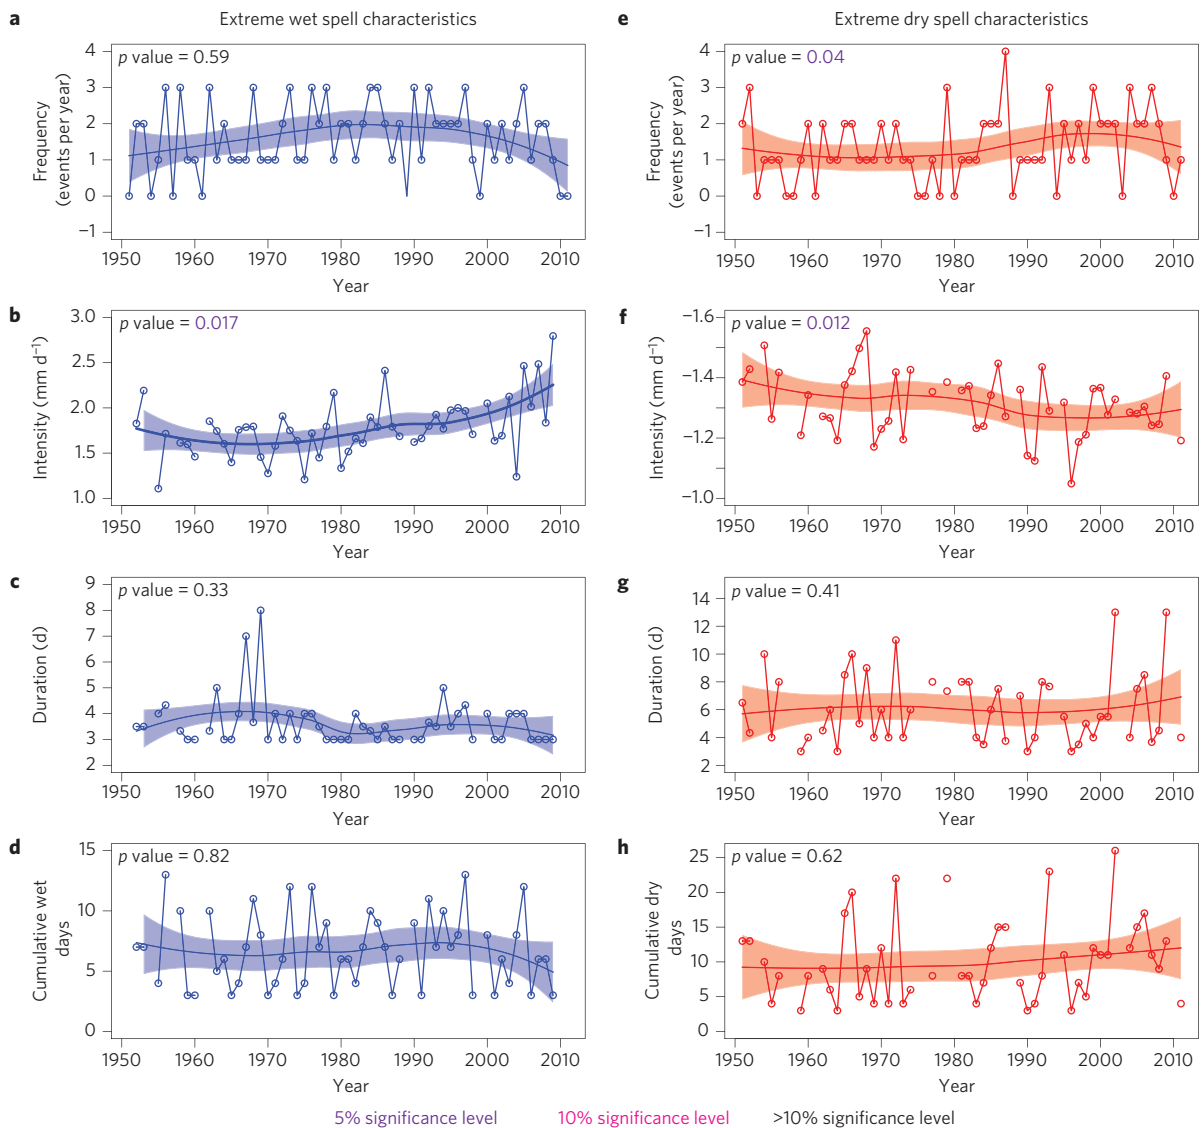 a Extreme wet spell characteristics
p value = 0.59
Frequency
(events per year)
4
3
2
1
0
−1
1950 1960 1970 1980 1990 2000 2010
Year
b
p value = 0.017
Intensity (mm d−1)
3.0
2.5
2.0
1.5
1.0
1950 1960 1970 1980 1990 2000 2010
Year
c
p value = 0.33
Duration (d)
9
8
7
6
5
4
3
2
1950 1960 1970 1980 1990 2000 2010
Year
d
p value = 0.82
Cumulative wet
days
15
10
5
0
1950 1960 1970 1980 1990 2000 2010
Year
e Extreme dry spell characteristics
p value = 0.04
Frequency
(events per year)
4
3
2
1
0
−1
1950 1960 1970 1980 1990 2000 2010
Year
f
p value = 0.012
Intensity (mm d−1)
−1.6
−1.4
−1.2
−1.0
1950 1960 1970 1980 1990 2000 2010
Year
g
p value = 0.41
Duration (d)
14
12
10
8
6
4
2
1950 1960 1970 1980 1990 2000 2010
Year
h
p value = 0.62
Cumulative dry
days
25
20
15
10
5
0
1950 1960 1970 1980 1990 2000 2010
Year
5% significance level 10% significance level >10% significance level